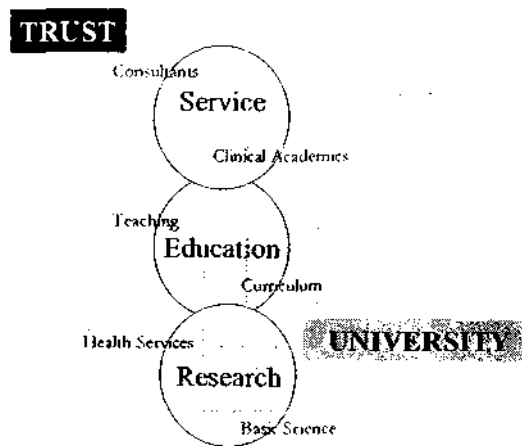 TRUST
Consultants
Service
Clinical Academics
Teaching
Education
Curriculum
Health Services
UNIVERSITY
Research
Basic Science